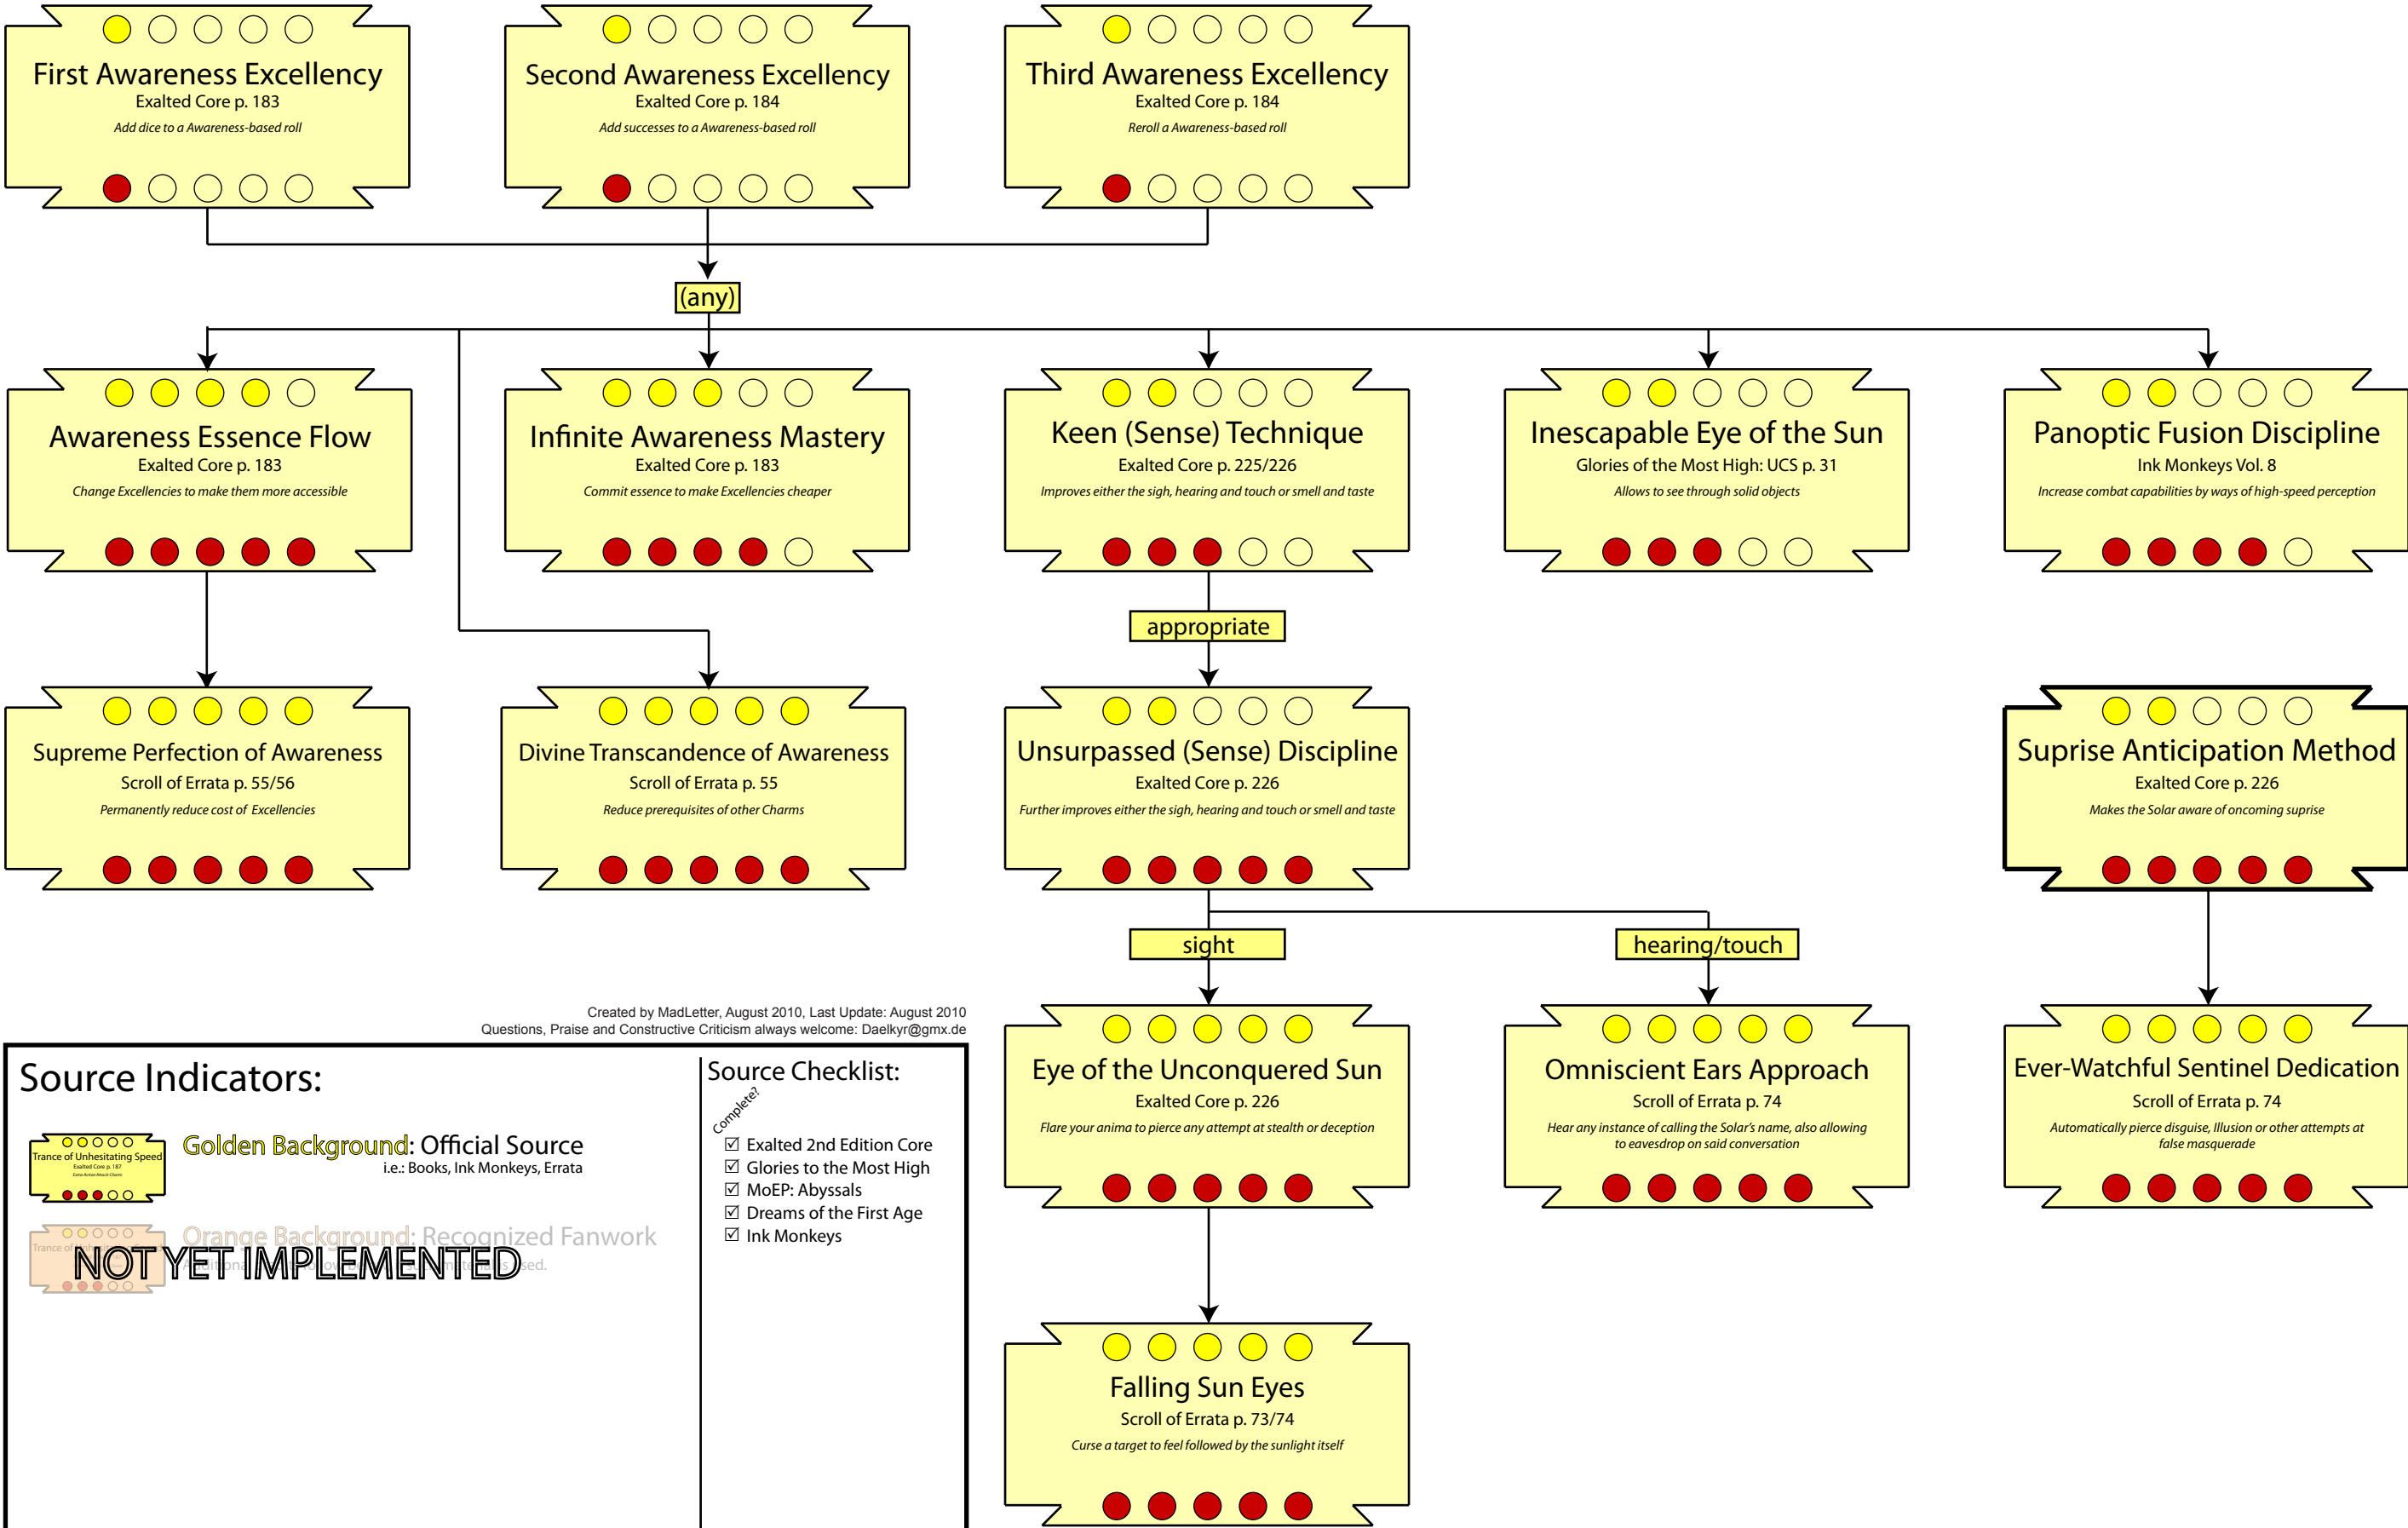 First Awareness Excellency
Exalted Core p. 183
Add dice to a Awareness-based roll
Second Awareness Excellency
Exalted Core p. 184
Add successes to a Awareness-based roll
Third Awareness Excellency
Exalted Core p. 184
Reroll a Awareness-based roll
(any)
Awareness Essence Flow
Exalted Core p. 183
Change Excellencies to make them more accessible
Infinite Awareness Mastery
Exalted Core p. 183
Commit essence to make Excellencies cheaper
Keen (Sense) Technique
Exalted Core p. 225/226
Improves either the sigh, hearing and touch or smell and taste
Inescapable Eye of the Sun
Glories of the Most High: UCS p. 31
Allows to see through solid objects
Panoptic Fusion Discipline
Ink Monkeys Vol. 8
Increase combat capabilities by ways of high-speed perception
appropriate
Supreme Perfection of Awareness
Scroll of Errata p. 55/56
Permanently reduce cost of Excellencies
Divine Transcandence of Awareness
Scroll of Errata p. 55
Reduce prerequisites of other Charms
Unsurpassed (Sense) Discipline
Exalted Core p. 226
Further improves either the sigh, hearing and touch or smell and taste
Suprise Anticipation Method
Exalted Core p. 226
Makes the Solar aware of oncoming suprise
sight
hearing/touch
Eye of the Unconquered Sun
Exalted Core p. 226
Flare your anima to pierce any attempt at stealth or deception
Omniscient Ears Approach
Scroll of Errata p. 74
Hear any instance of calling the Solar's name, also allowing
to eavesdrop on said conversation
Ever-Watchful Sentinel Dedication
Scroll of Errata p. 74
Automatically pierce disguise, Illusion or other attempts at
false masquerade
Falling Sun Eyes
Scroll of Errata p. 73/74
Curse a target to feel followed by the sunlight itself
Created by MadLetter, August 2010, Last Update: August 2010
Questions, Praise and Constructive Criticism always welcome: Daelkyr@gmx.de
Source Indicators:
Trance of Unhesitating Speed
Exalted Core p. 187
Extra Action Attack-Charm
Golden Background: Official Source
i.e.: Books, Ink Monkeys, Errata
Orange Background: Recognized Fanwork
NOT YET IMPLEMENTED
Source Checklist:
Complete?
☑ Exalted 2nd Edition Core
☑ Glories to the Most High
☑ MoEP: Abyssals
☑ Dreams of the First Age
☑ Ink Monkeys